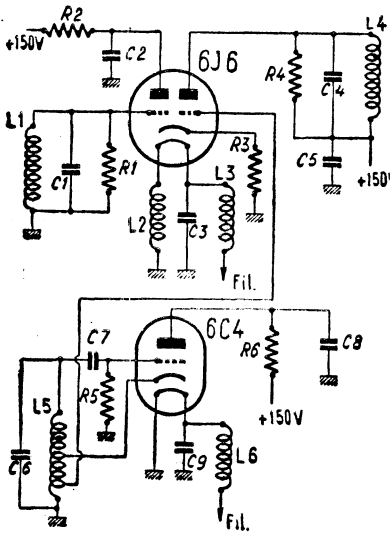 R2
+150V
C2
6J6
L4
R4
C4
L1
C1
R1
R3
C5
+150V
L2
C3
L3
Fil.
C7
6C4
R6
C8
L5
R5
+150V
C6
C9
L6
Fil.